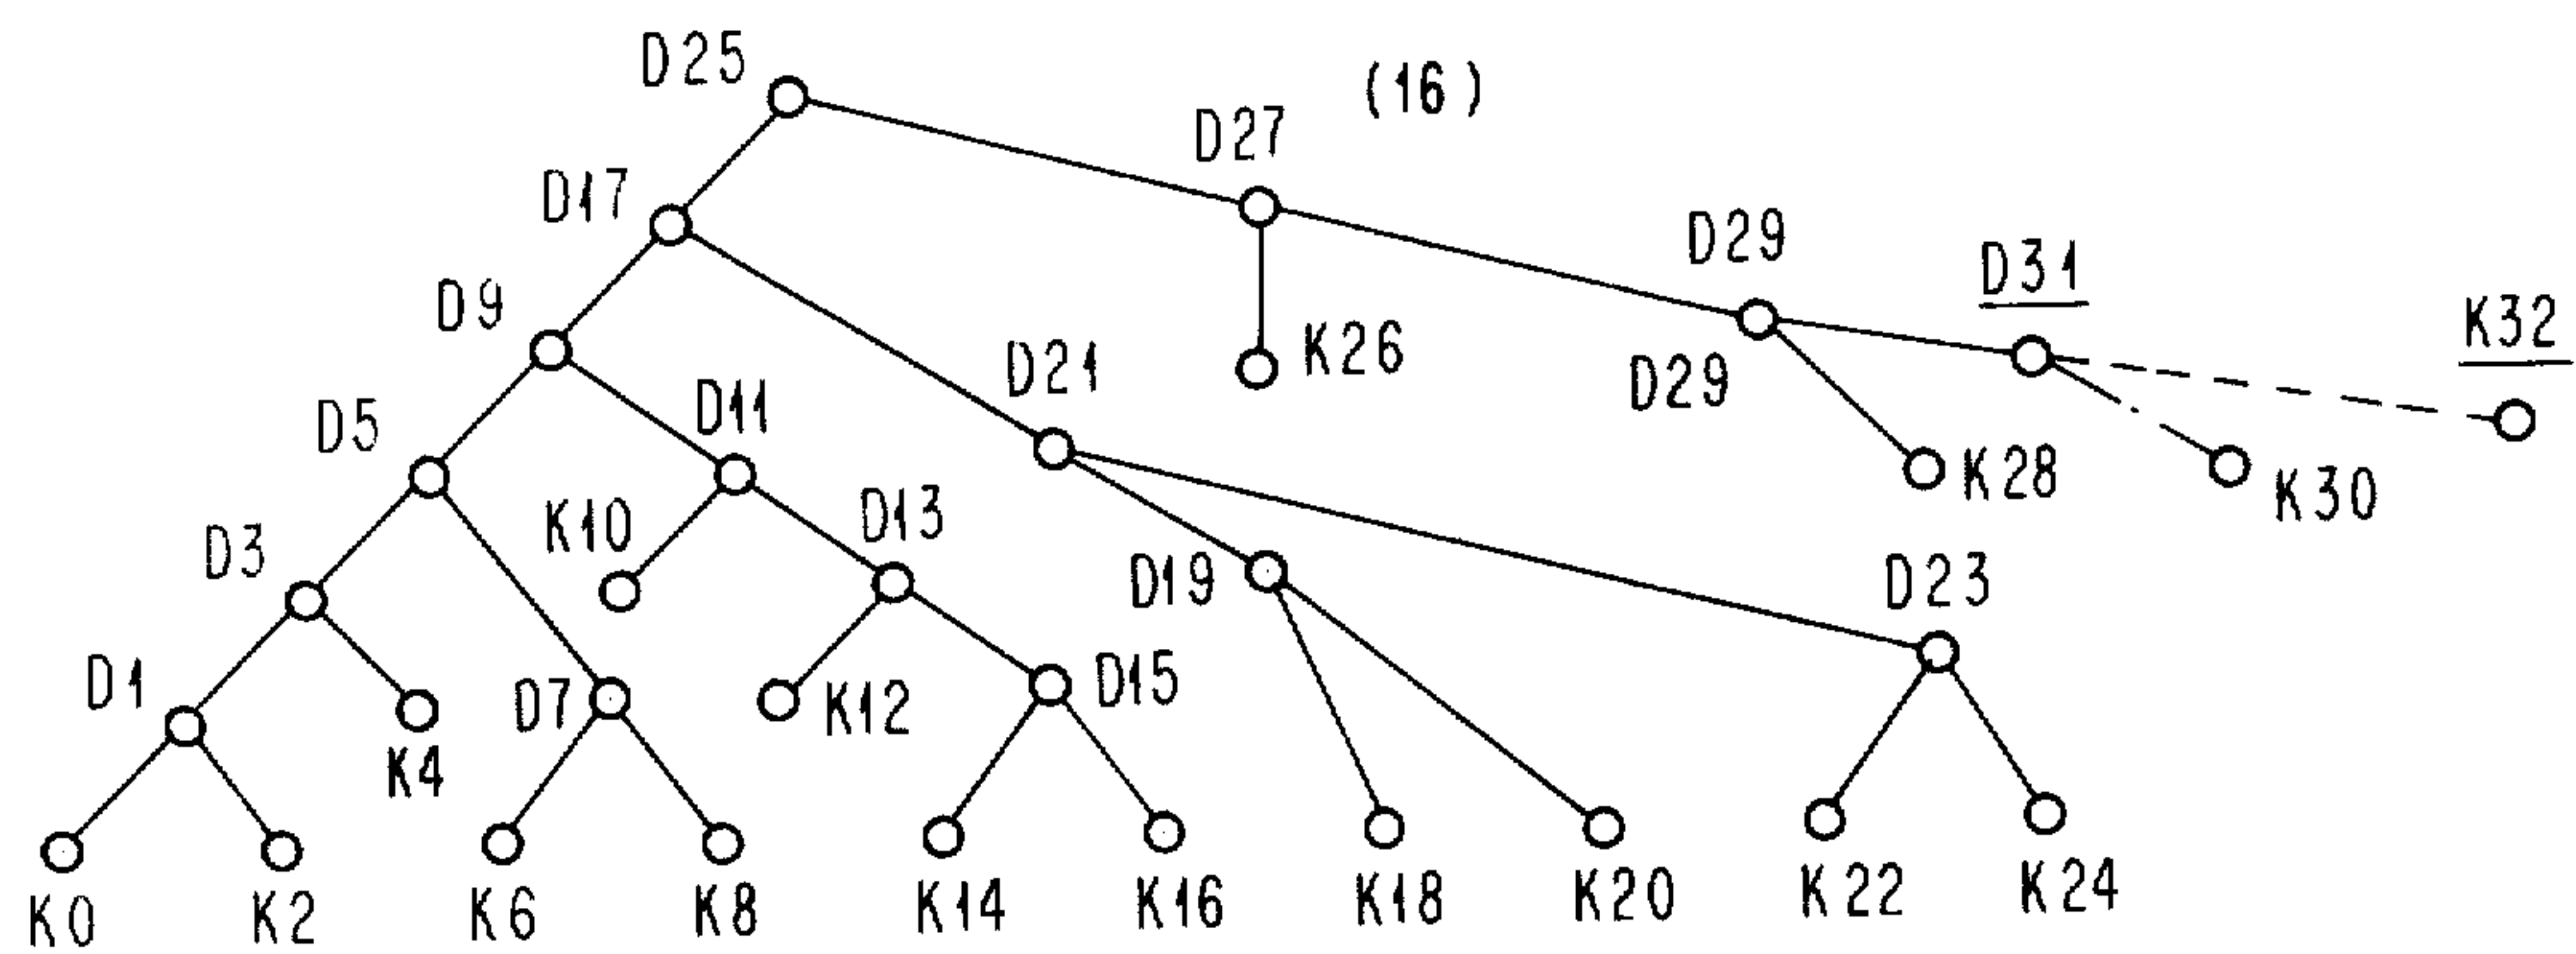 D25
(16)
D27
D17
D29
D31
D9
K32
K26
D21
D29
D5
D11
K28
K30
K10
D13
D3
D19
D23
D1
D7
K12
D15
K4
K0
K2
K6
K8
K14
K16
K18
K20
K22
K24